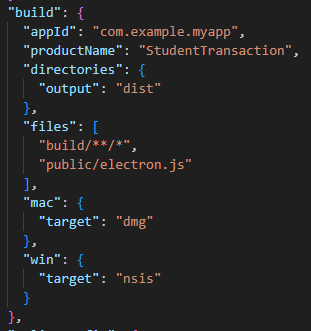 "build": {
"appId": "com.example.myapp",
"productName": "StudentTransaction",
"directories": {
"output": "dist"
},
"files": [
"build/**/*",
"public/electron.js"
],
"mac": {
"target": "dmg"
},
"win": {
"target": "nsis"
}
},